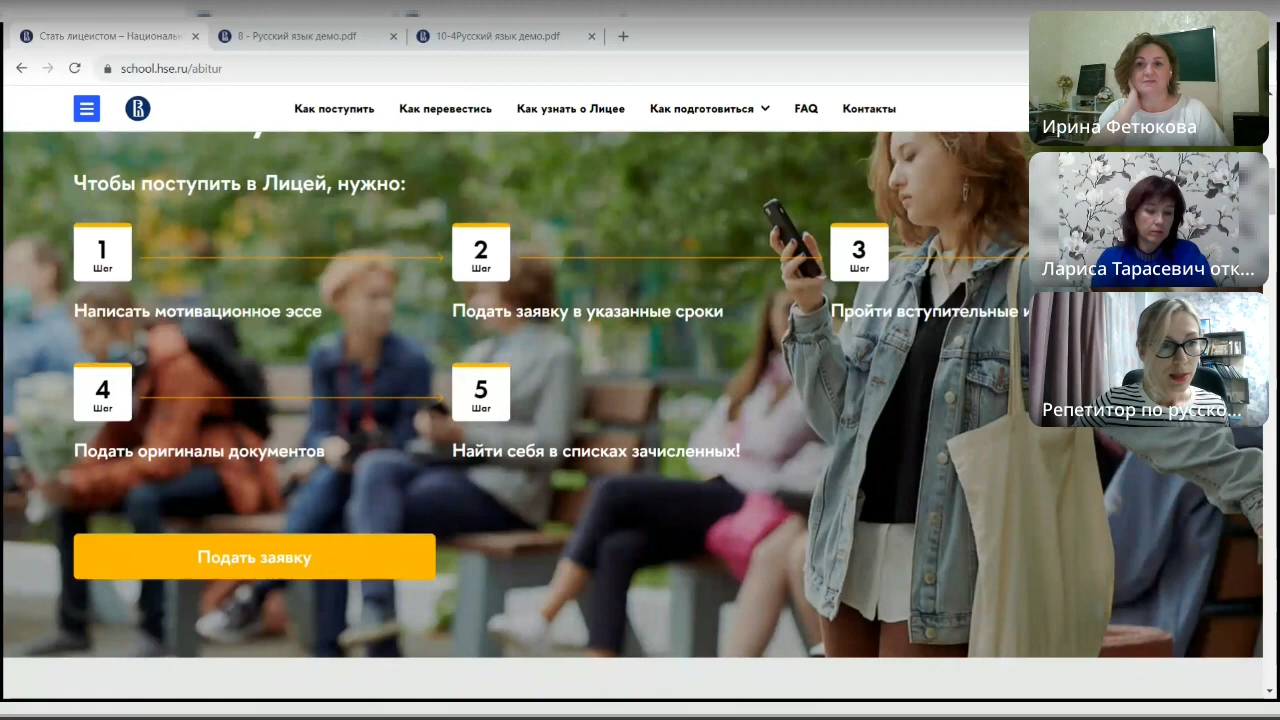 Стать лицеистом – Националь
8 - Русский язык демо.pdf
10-4Русский язык демо.pdf
school.hse.ru/abitur
Как поступить
Как перевестись
Как узнать о Лицее
Как подготовиться
FAQ
Контакты
Чтобы поступить в Лицей, нужно:
1
Шаг
Написать мотивационное эссе
2
Шаг
Подать заявку в указанные сроки
3
Шаг
Пройти вступительные и
4
Шаг
Подать оригиналы документов
5
Шаг
Найти себя в списках зачисленных!
Подать заявку
Ирина Фетюкова
Лариса Тарасевич отк...
Репетитор по русско...